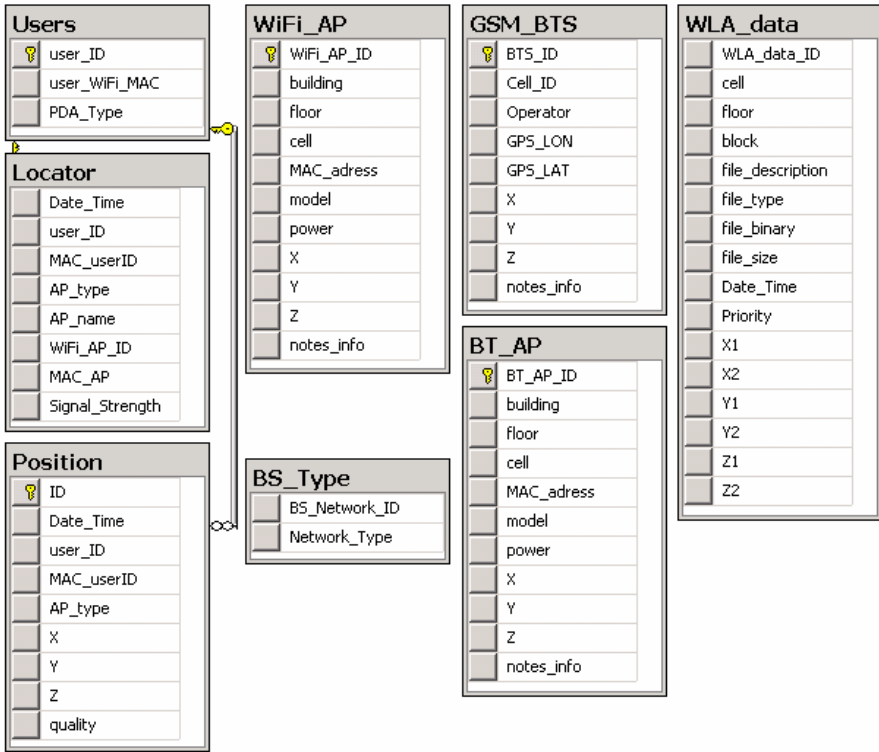 Users
user_ID
user_WiFi_MAC
PDA_Type
Locator
Date_Time
user_ID
MAC_userID
AP_type
AP_name
WiFi_AP_ID
MAC_AP
Signal_Strength
Position
ID
Date_Time
user_ID
MAC_userID
AP_type
X
Y
Z
quality
WiFi_AP
WiFi_AP_ID
building
floor
cell
MAC_adress
model
power
X
Y
Z
notes_info
BS_Type
BS_Network_ID
Network_Type
GSM_BTS
BTS_ID
Cell_ID
Operator
GPS_LON
GPS_LAT
X
Y
Z
notes_info
BT_AP
BT_AP_ID
building
floor
cell
MAC_adress
model
power
X
Y
Z
notes_info
WLA_data
WLA_data_ID
cell
floor
block
file_description
file_type
file_binary
file_size
Date_Time
Priority
X1
X2
Y1
Y2
Z1
Z2